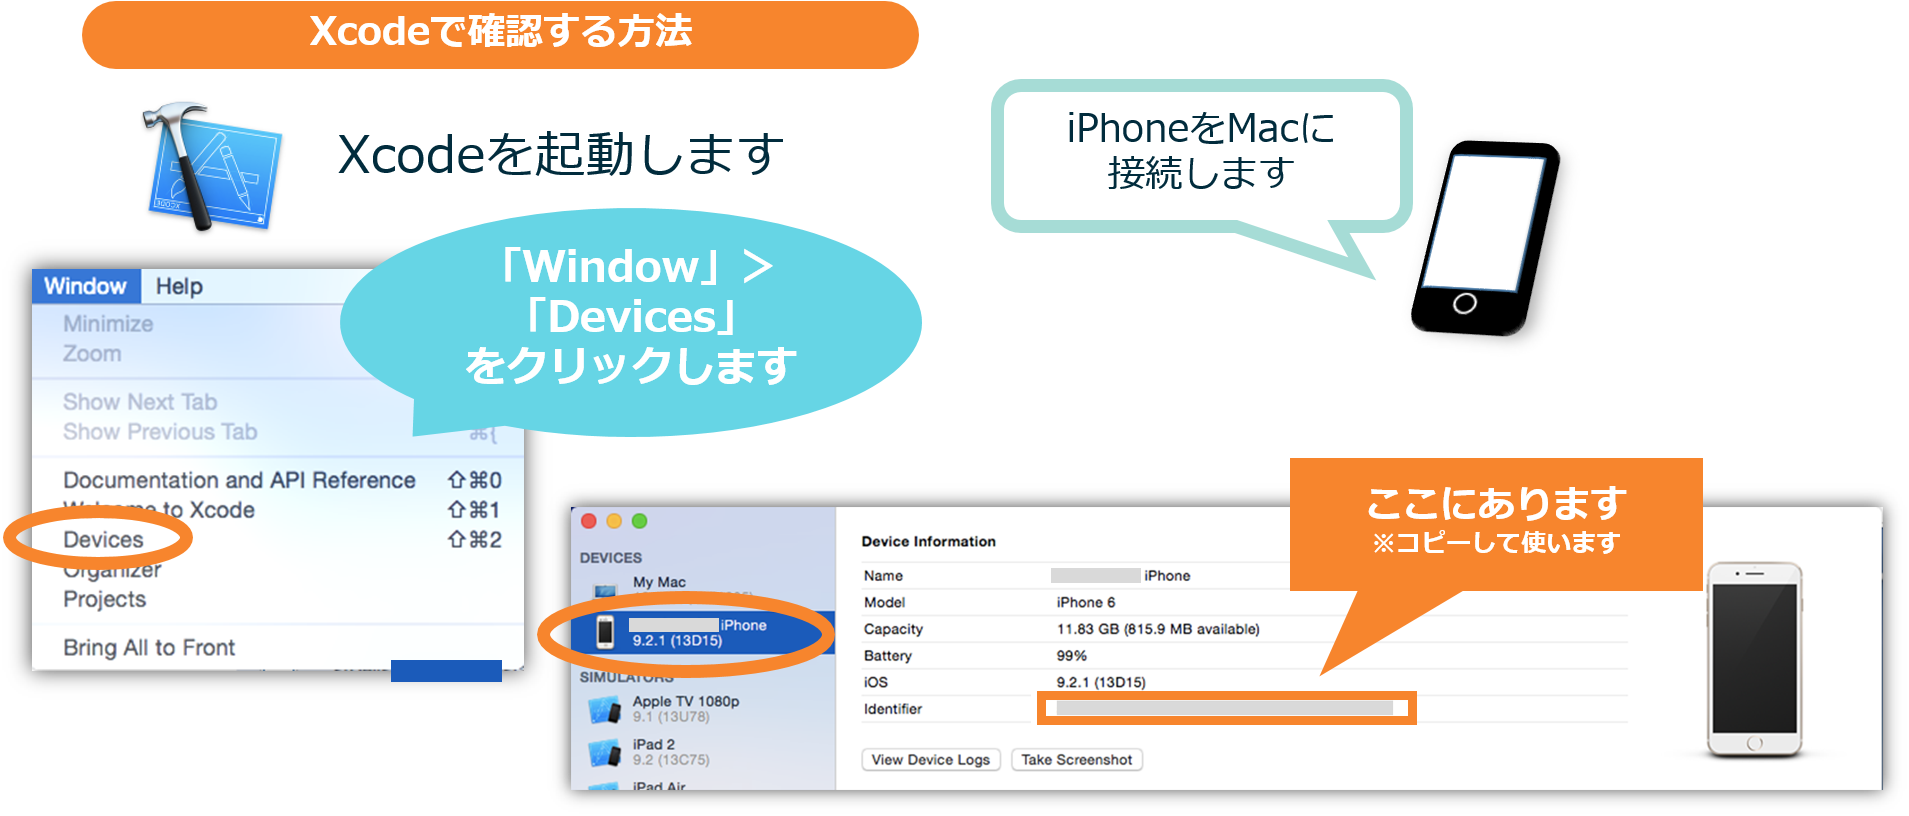 Xcodeで確認する方法
Xcodeを起動します
iPhoneをMacに
接続します
「Window」＞
「Devices」
をクリックします
Window Help
Minimize
Zoom
Show Next Tab
Show Previous Tab ⌘{
Documentation and API Reference ⇧⌘0
Welcome to Xcode ⇧⌘1
Devices ⇧⌘2
Organizer
Projects
Bring All to Front
ここにあります
※コピーして使います
DEVICES
My Mac
iPhone
9.2.1 (13D15)
SIMULATORS
Apple TV 1080p
9.1 (13U78)
iPad 2
9.2 (13C75)
iPad Air
Device Information
Name iPhone
Model iPhone 6
Capacity 11.83 GB (815.9 MB available)
Battery 99%
iOS 9.2.1 (13D15)
Identifier
View Device Logs Take Screenshot